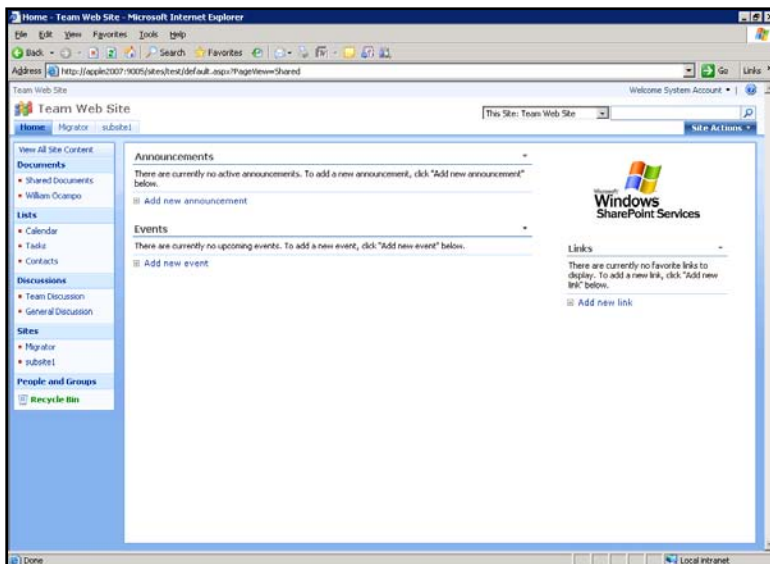 Home - Team Web Site - Microsoft Internet Explorer
File Edit View Favorites Tools Help
Back Search Favorites
Address http://apple2007:9005/sites/test/default.aspx?PageView=Shared Go Links
Team Web Site Welcome System Account
Team Web Site This Site: Team Web Site
Home Migrator subsite1 Site Actions
View All Site Content
Documents
Shared Documents
William Ocampo
Lists
Calendar
Tasks
Contacts
Discussions
Team Discussion
General Discussion
Sites
Migrator
subsite1
People and Groups
Recycle Bin
Announcements
There are currently no active announcements. To add a new announcement, click "Add new announcement"
below.
Add new announcement
Events
There are currently no upcoming events. To add a new event, click "Add new event" below.
Add new event
Microsoft
Windows
SharePoint Services
Links
There are currently no favorite links to
display. To add a new link, click "Add new
link" below.
Add new link
Done Local intranet